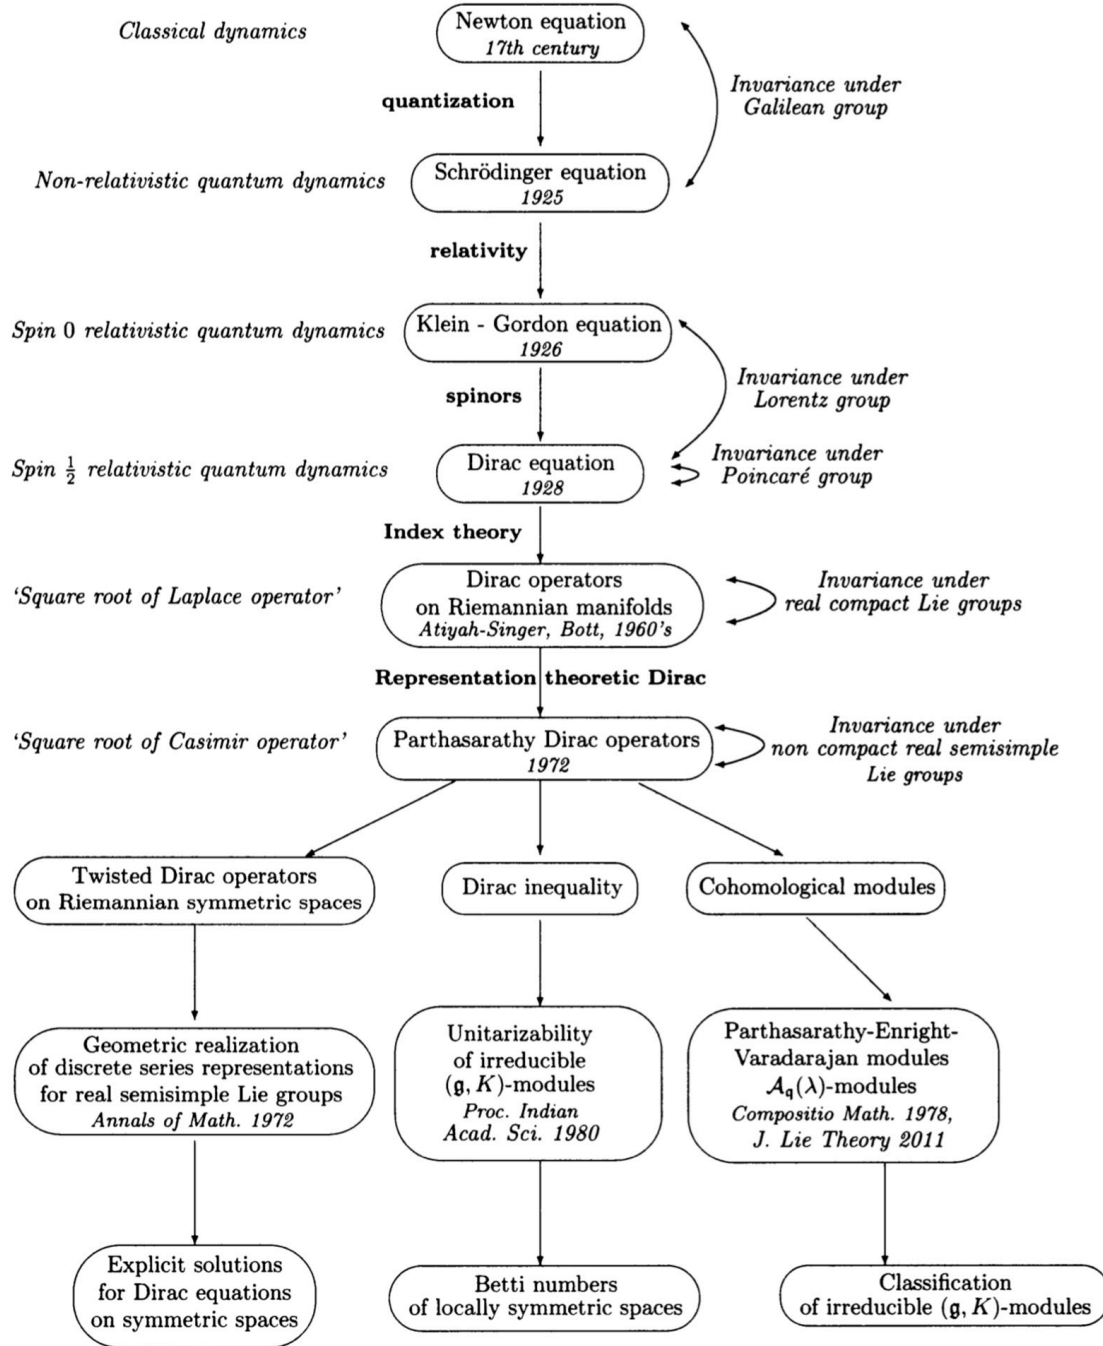 Classical dynamics
Newton equation
17th century
quantization
Invariance under
Galilean group
Non-relativistic quantum dynamics
Schrödinger equation
1925
relativity
Spin 0 relativistic quantum dynamics
Klein - Gordon equation
1926
spinors
Invariance under
Lorentz group
Spin 1/2 relativistic quantum dynamics
Dirac equation
1928
Invariance under
Poincaré group
Index theory
'Square root of Laplace operator'
Dirac operators
on Riemannian manifolds
Atiyah-Singer, Bott, 1960's
Invariance under
real compact Lie groups
Representation theoretic Dirac
'Square root of Casimir operator'
Parthasarathy Dirac operators
1972
Invariance under
non compact real semisimple
Lie groups
Twisted Dirac operators
on Riemannian symmetric spaces
Dirac inequality
Cohomological modules
Geometric realization
of discrete series representations
for real semisimple Lie groups
Annals of Math. 1972
Unitarizability
of irreducible
(𝔤, K)-modules
Proc. Indian
Acad. Sci. 1980
Parthasarathy-Enright-
Varadarajan modules
𝒜_𝔮(λ)-modules
Compositio Math. 1978,
J. Lie Theory 2011
Explicit solutions
for Dirac equations
on symmetric spaces
Betti numbers
of locally symmetric spaces
Classification
of irreducible (𝔤, K)-modules